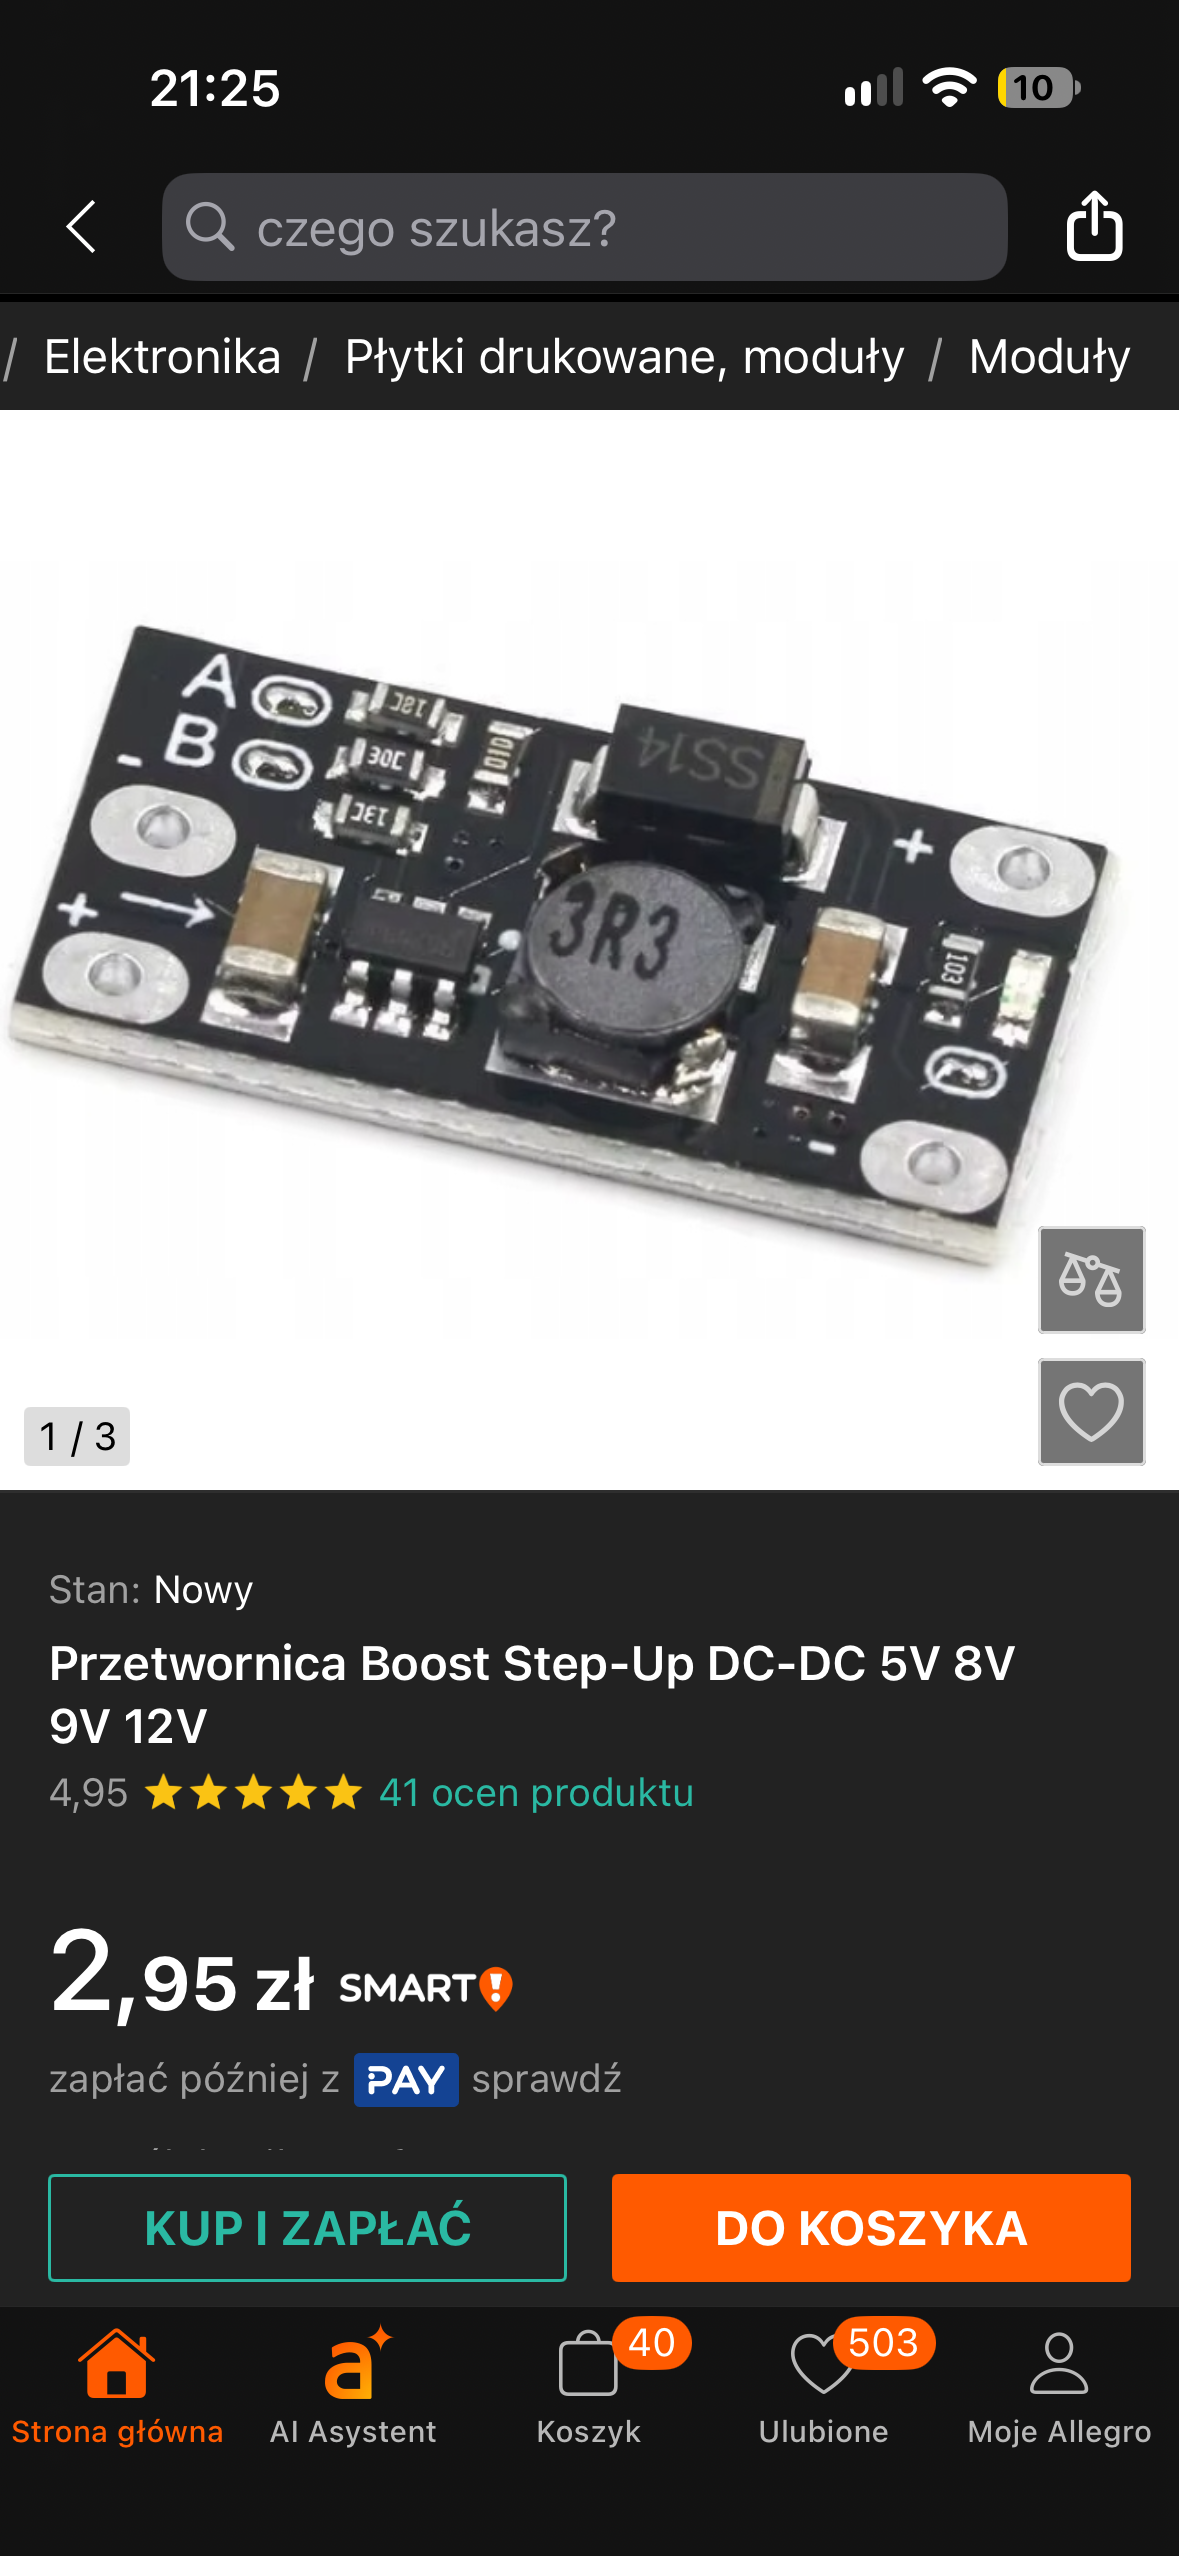 21:25
10
czego szukasz?
/ Elektronika / Płytki drukowane, moduły / Moduły
A
B
-
+
SS14
3R3
+
103
-
1 / 3
Stan: Nowy
Przetwornica Boost Step-Up DC-DC 5V 8V
9V 12V
4,95 41 ocen produktu
2,95 zł SMART!
zapłać później z PAY sprawdź
KUP I ZAPŁAĆ
DO KOSZYKA
40
503
Strona główna
AI Asystent
Koszyk
Ulubione
Moje Allegro